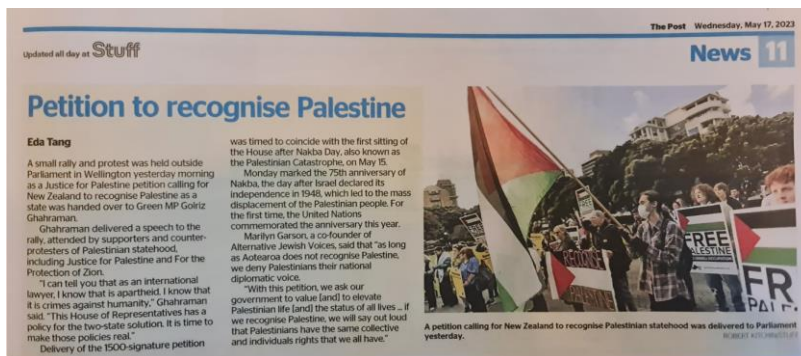 The Post Wednesday, May 17, 2023
Updated all day at Stuff
News 11
Petition to recognise Palestine
Eda Tang
A small rally and protest was held outside
Parliament in Wellington yesterday morning
as a Justice for Palestine petition calling for
New Zealand to recognise Palestine as a
state was handed over to Green MP Golriz
Ghahraman.
Ghahraman delivered a speech to the
rally, attended by supporters and counter-
protesters of Palestinian statehood,
including Justice for Palestine and For the
Protection of Zion.
"I can tell you that as an international
lawyer, I know that is apartheid. I know that
it is crimes against humanity," Ghahraman
said. "This House of Representatives has a
policy for the two-state solution. It is time to
make those policies real."
Delivery of the 1500-signature petition
was timed to coincide with the first sitting of
the House after Nakba Day, also known as
the Palestinian Catastrophe, on May 15.
Monday marked the 75th anniversary of
Nakba, the day after Israel declared its
independence in 1948, which led to the mass
displacement of the Palestinian people. For
the first time, the United Nations
commemorated the anniversary this year.
Marilyn Garson, a co-founder of
Alternative Jewish Voices, said that "as long
as Aotearoa does not recognise Palestine,
we deny Palestinians their national
diplomatic voice.
"With this petition, we ask our
government to value [and] to elevate
Palestinian life [and] the status of all lives ... if
we recognise Palestine, we will say out loud
that Palestinians have the same collective
and individuals rights that we all have."
RECOGNISE
PALESTINE
FREE
PALESTINE
FR
PAL
A petition calling for New Zealand to recognise Palestinian statehood was delivered to Parliament
yesterday.
ROBERT KITCHIN/STUFF